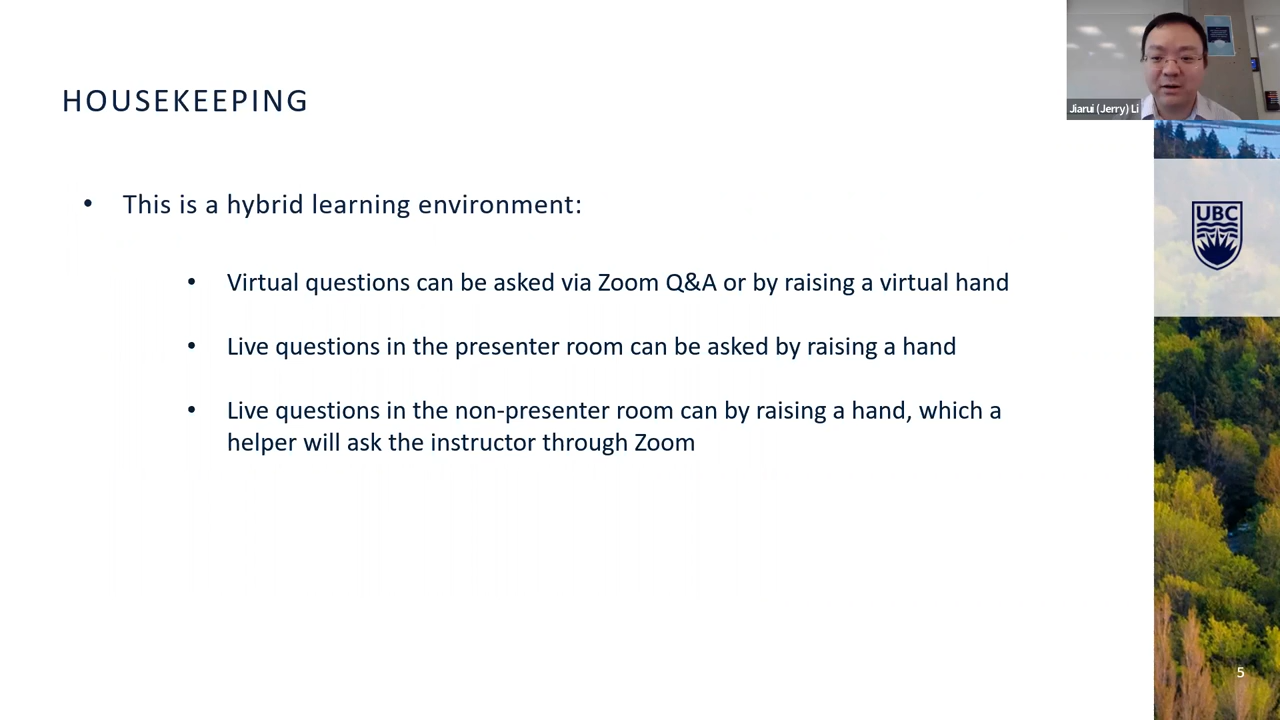 HOUSEKEEPING
Jiarui (Jerry) Li
UBC
• This is a hybrid learning environment:
• Virtual questions can be asked via Zoom Q&A or by raising a virtual hand
• Live questions in the presenter room can be asked by raising a hand
• Live questions in the non-presenter room can by raising a hand, which a
helper will ask the instructor through Zoom
5